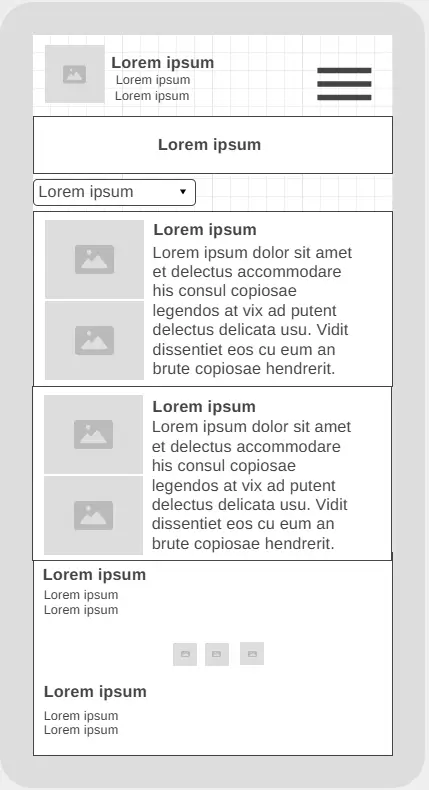 Lorem ipsum
Lorem ipsum
Lorem ipsum
Lorem ipsum
Lorem ipsum
Lorem ipsum
Lorem ipsum dolor sit amet
et delectus accommodare
his consul copiosae
legendos at vix ad putent
delectus delicata usu. Vidit
dissentiet eos cu eum an
brute copiosae hendrerit.
Lorem ipsum
Lorem ipsum dolor sit amet
et delectus accommodare
his consul copiosae
legendos at vix ad putent
delectus delicata usu. Vidit
dissentiet eos cu eum an
brute copiosae hendrerit.
Lorem ipsum
Lorem ipsum
Lorem ipsum
Lorem ipsum
Lorem ipsum
Lorem ipsum